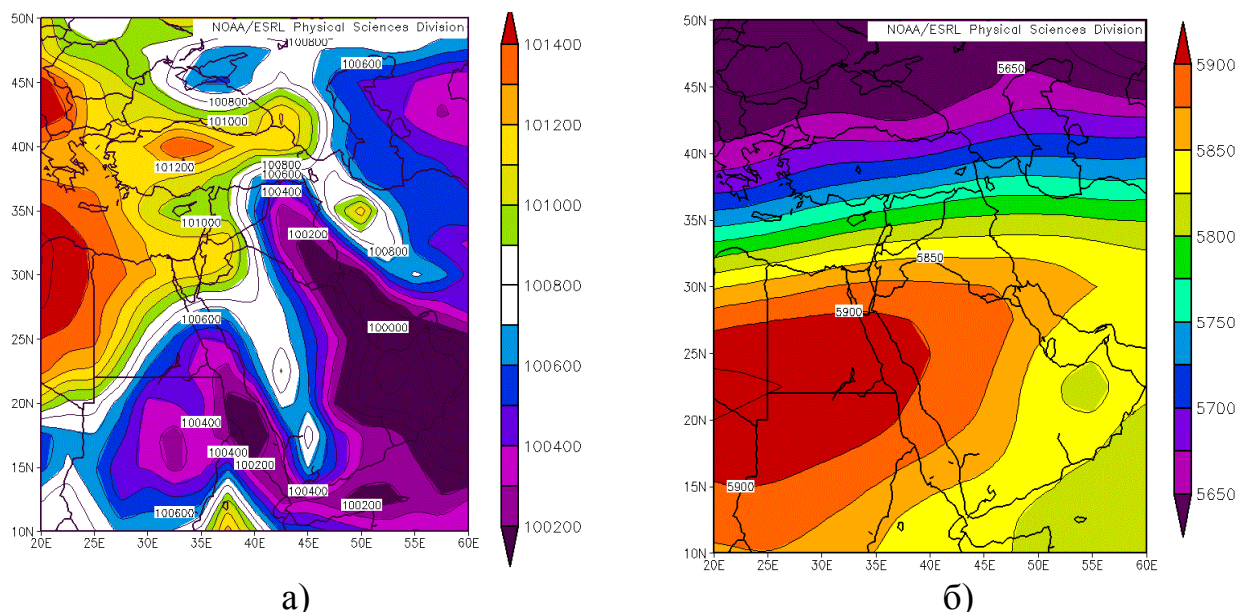 NOAA/ESRL Physical Sciences Division
50N
45N
40N
35N
30N
25N
20N
15N
10N
20E 25E 30E 35E 40E 45E 50E 55E 60E
100800
100600
100800
101000
101200
100800
100600
100400
101000
100200
100800
100600
100000
100400
100400
100200
100400
100200
100600
101400
101200
101000
100800
100600
100400
100200
а)
NOAA/ESRL Physical Sciences Division
50N
45N
40N
35N
30N
25N
20N
15N
10N
20E 25E 30E 35E 40E 45E 50E 55E 60E
5650
5850
5900
5900
5900
5850
5800
5750
5700
5650
б)